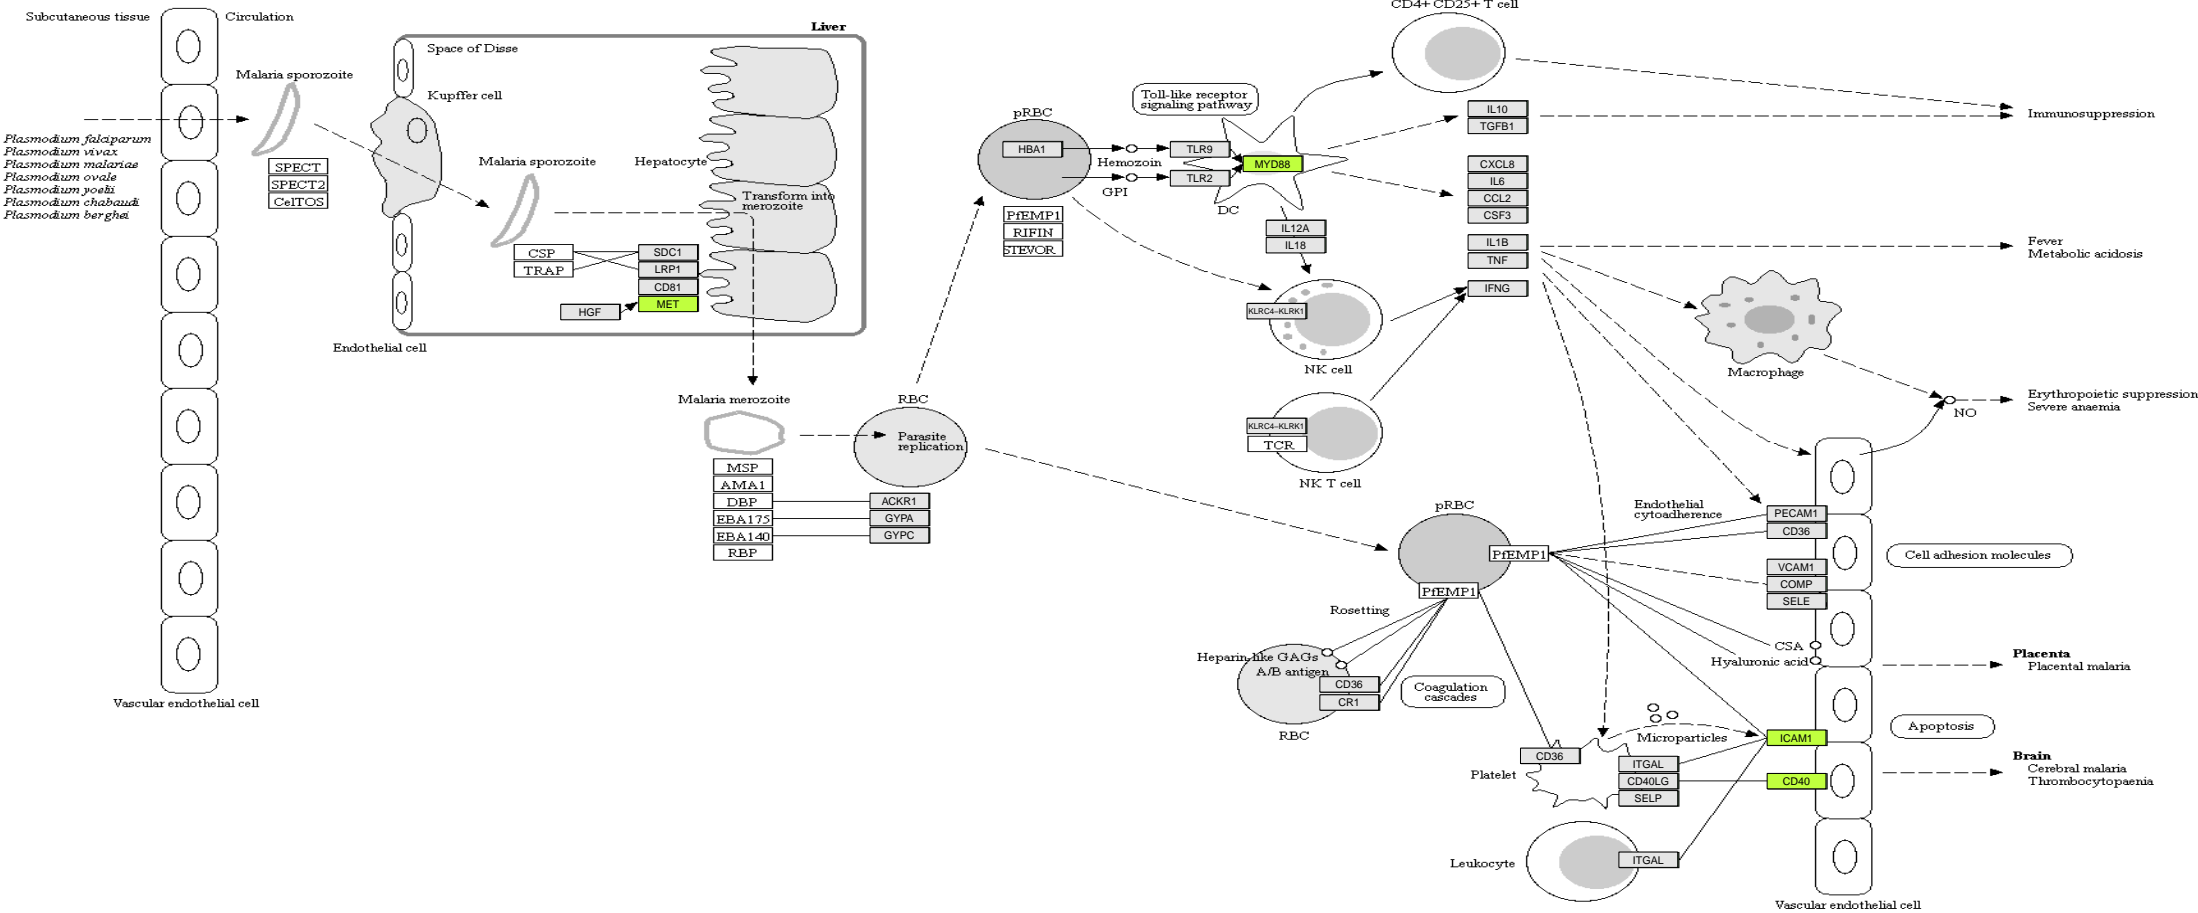 Subcutaneous tissue
Circulation
Malaria sporozoite
Plasmodium falciparum
Plasmodium vivax
Plasmodium malariae
Plasmodium ovale
Plasmodium yoelii
Plasmodium chabaudi
Plasmodium berghei
SPECT
SPECT2
CelTOS
Vascular endothelial cell
Liver
Space of Disse
Kupffer cell
Malaria sporozoite
Hepatocyte
Transform into
merozoite
CSP
TRAP
SDC1
LRP1
CD81
MET
HGF
Endothelial cell
Malaria merozoite
MSP
AMA1
DBP
EBA175
EBA140
RBP
RBC
Parasite
replication
ACKR1
GYPA
GYPC
pRBC
HBA1
Hemozoin
GPI
PfEMP1
RIFIN
STEVOR
Toll-like receptor
signaling pathway
TLR9
TLR2
MYD88
DC
IL12A
IL18
CD4+ CD25+ T cell
IL10
TGFB1
CXCL8
IL6
CCL2
CSF3
IL1B
TNF
IFNG
KLRC4-KLRK1
NK cell
KLRC4-KLRK1
TCR
NK T cell
Immunosuppression
Fever
Metabolic acidosis
Macrophage
NO
Erythropoietic suppression
Severe anaemia
pRBC
PfEMP1
PfEMP1
Rosetting
Heparin-like GAGs
A/B antigen
CD36
CR1
RBC
Coagulation
cascades
Endothelial
cytoadherence
PECAM1
CD36
VCAM1
COMP
SELE
CSA
Hyaluronic acid
Cell adhesion molecules
Placenta
Placental malaria
Microparticles
ICAM1
CD40
Apoptosis
Brain
Cerebral malaria
Thrombocytopaenia
CD36
Platelet
ITGAL
CD40LG
SELP
Leukocyte
ITGAL
Vascular endothelial cell